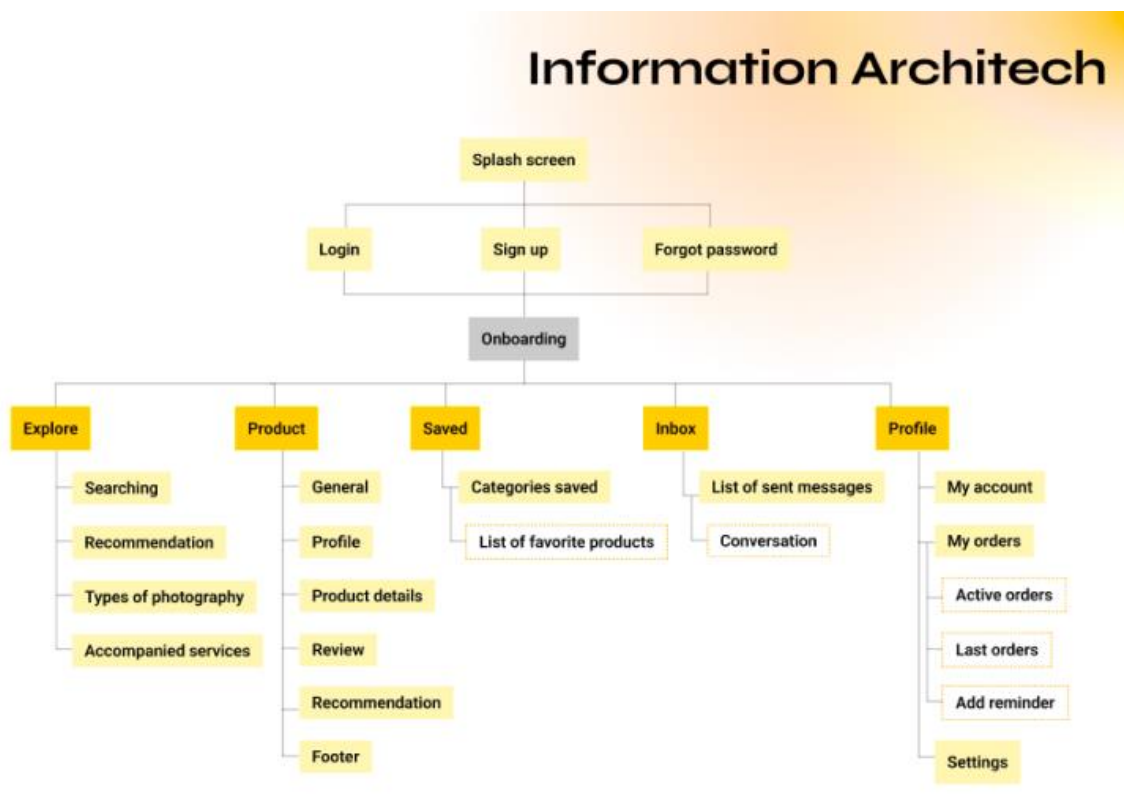 Information Architech
Splash screen
Login
Sign up
Forgot password
Onboarding
Explore
Product
Saved
Inbox
Profile
Searching
Recommendation
Types of photography
Accompanied services
General
Profile
Product details
Review
Recommendation
Footer
Categories saved
List of favorite products
List of sent messages
Conversation
My account
My orders
Active orders
Last orders
Add reminder
Settings